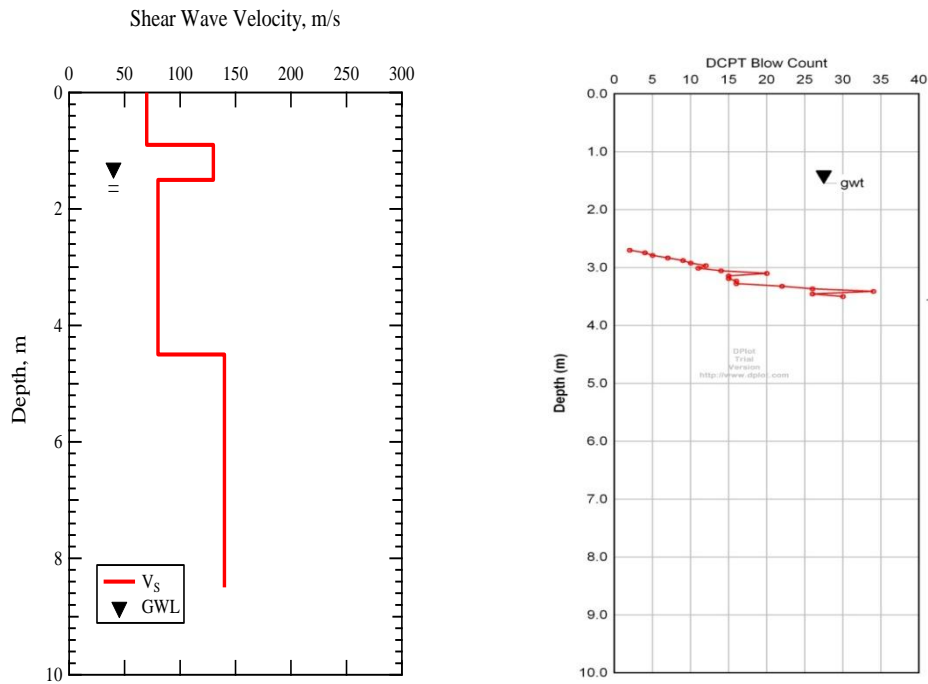 Shear Wave Velocity, m/s
0 50 100 150 200 250 300
0
2
4
6
8
10
Depth, m
V_S
GWL
DCPT Blow Count
0 5 10 15 20 25 30 35 40
0.0
1.0
2.0
3.0
4.0
5.0
6.0
7.0
8.0
9.0
10.0
Depth (m)
gwt
DPlot
Trial
Version
http://www.dplot.com